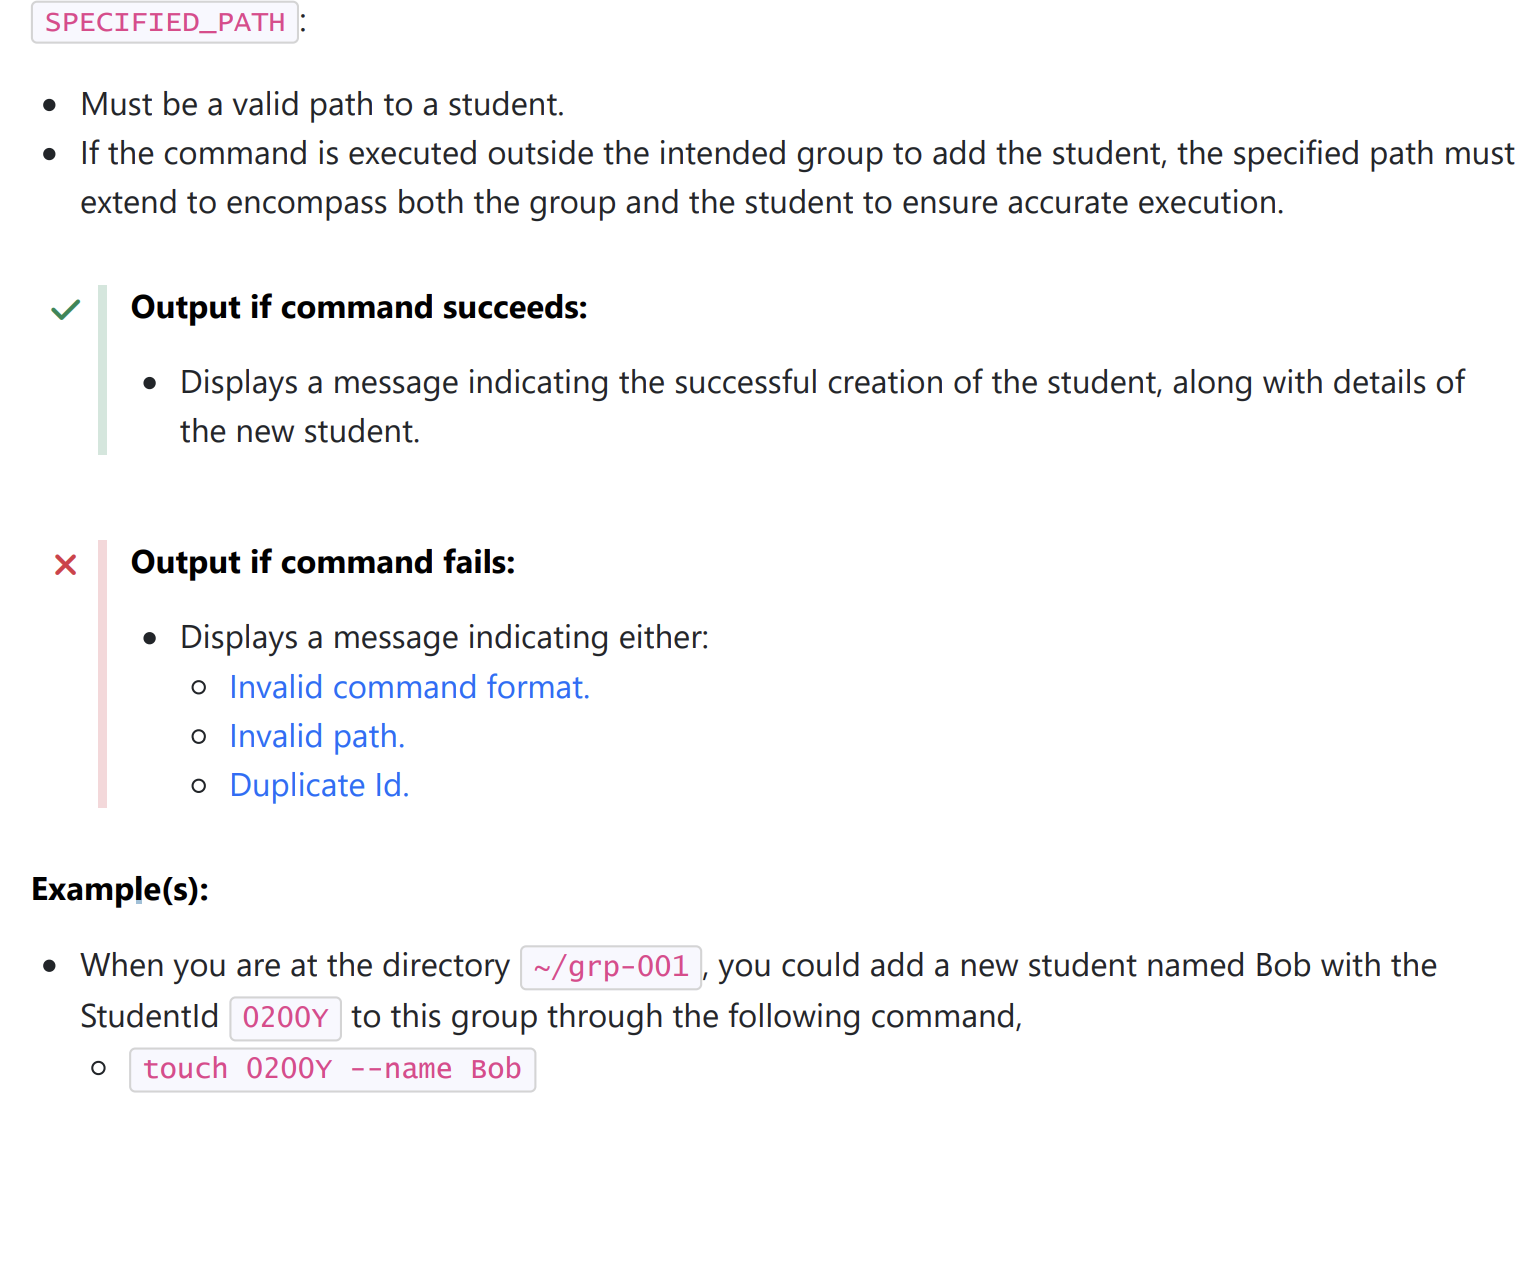 SPECIFIED_PATH:
Must be a valid path to a student.
If the command is executed outside the intended group to add the student, the specified path must
extend to encompass both the group and the student to ensure accurate execution.
Output if command succeeds:
Displays a message indicating the successful creation of the student, along with details of
the new student.
Output if command fails:
Displays a message indicating either:
Invalid command format.
Invalid path.
Duplicate Id.
Example(s):
When you are at the directory ~/grp-001, you could add a new student named Bob with the
StudentId 0200Y to this group through the following command,
touch 0200Y --name Bob